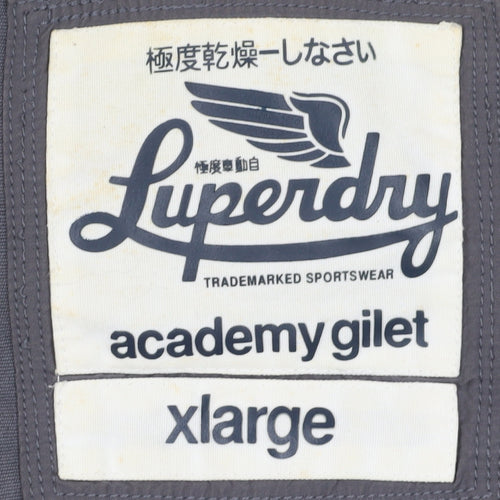 極度乾燥ーしなさい
極度車動自
Superdry
TRADEMARKED SPORTSWEAR
academy gilet
xlarge